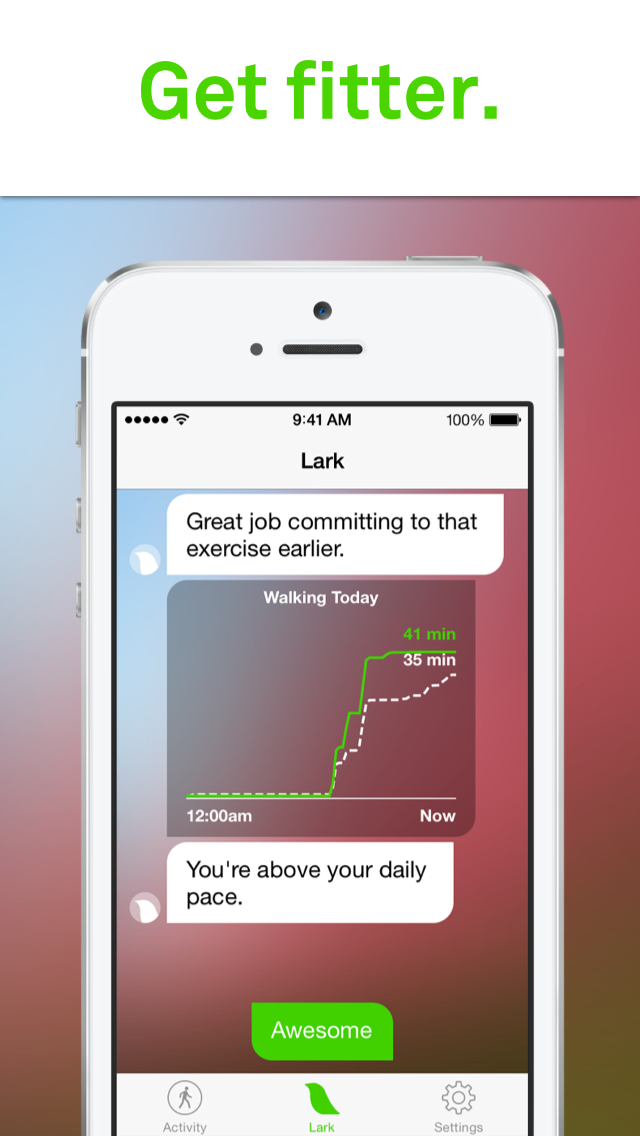 Get fitter.
9:41 AM
100%
Lark
Great job committing to that
exercise earlier.
Walking Today
41 min
35 min
12:00am
Now
You're above your daily
pace.
Awesome
Activity
Lark
Settings